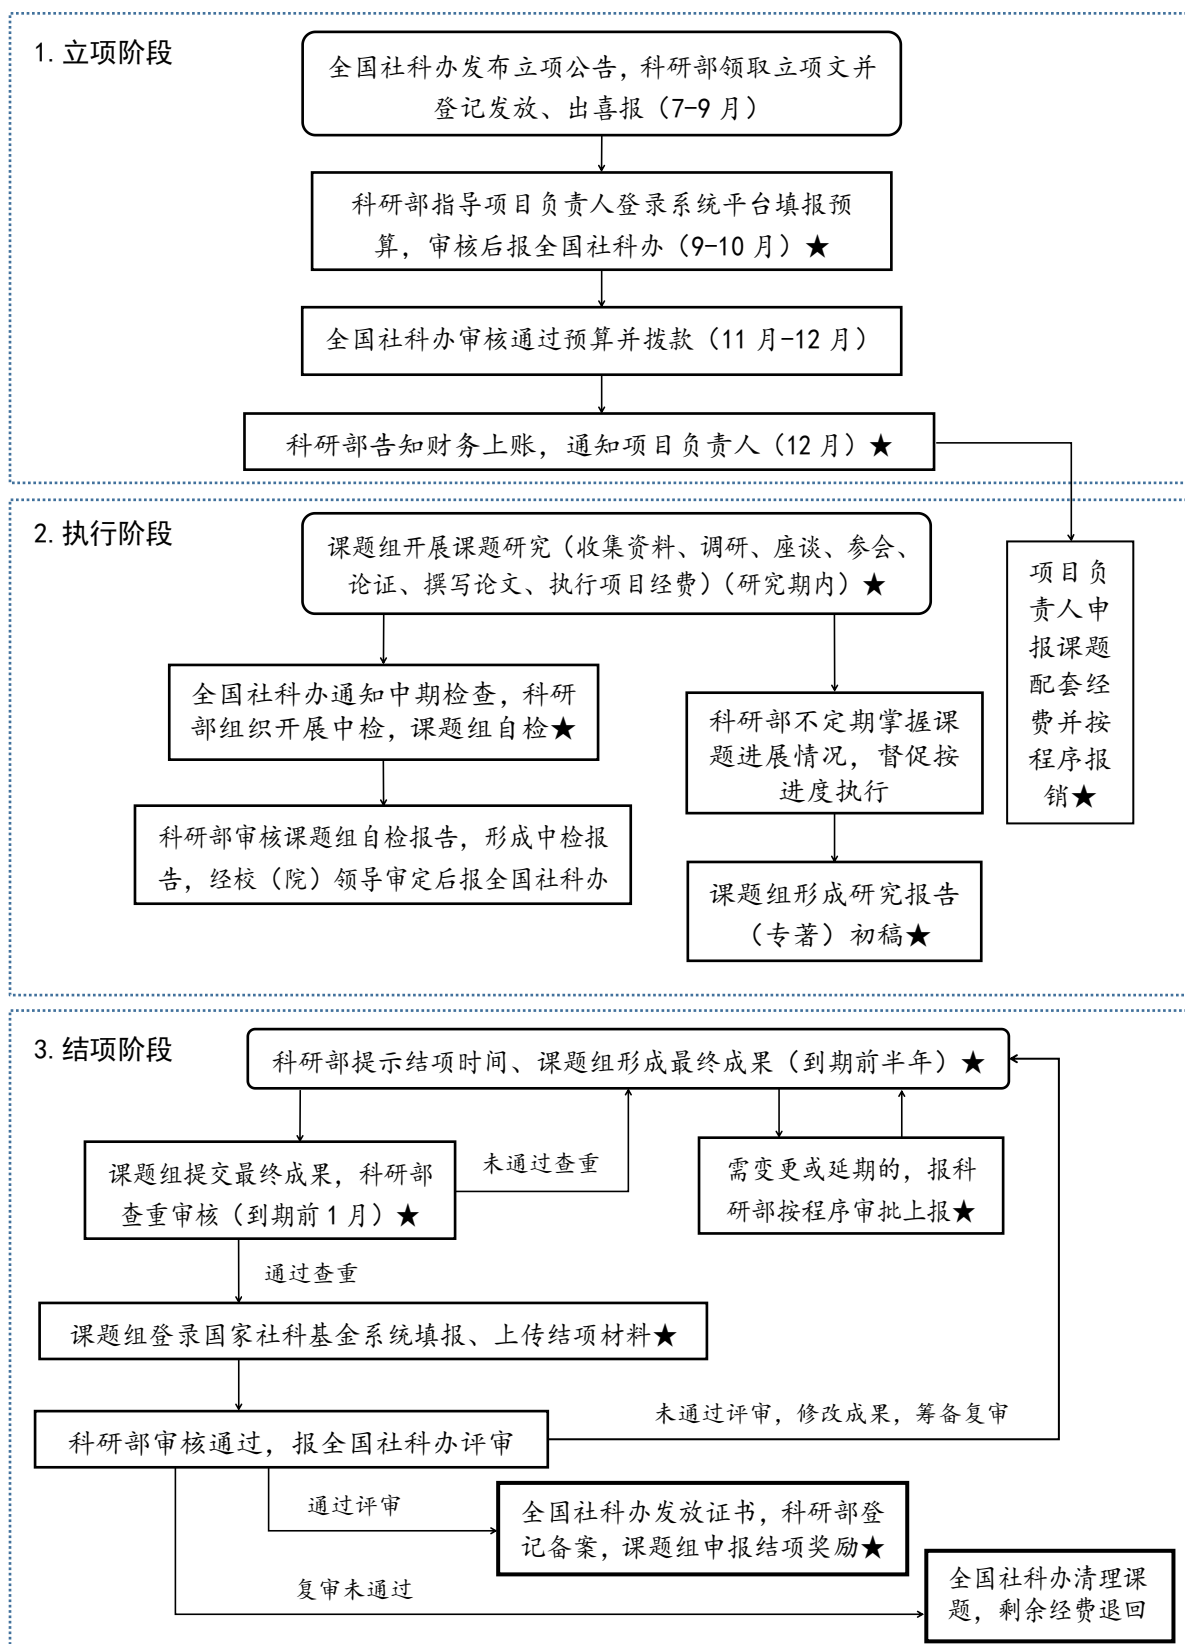 1. 立项阶段
全国社科办发布立项公告，科研部领取立项文并
登记发放、出喜报（7-9 月）
科研部指导项目负责人登录系统平台填报预
算，审核后报全国社科办（9-10 月）★
全国社科办审核通过预算并拨款（11 月-12 月）
科研部告知财务上账，通知项目负责人（12 月）★
2. 执行阶段
课题组开展课题研究（收集资料、调研、座谈、参会、
论证、撰写论文、执行项目经费）（研究期内）★
项目负
责人申
报课题
配套经
费并按
程序报
销★
全国社科办通知中期检查，科研
部组织开展中检，课题组自检★
科研部审核课题组自检报告，形成中检报
告，经校（院）领导审定后报全国社科办
科研部不定期掌握课
题进展情况，督促按
进度执行
课题组形成研究报告
（专著）初稿★
3. 结项阶段
科研部提示结项时间、课题组形成最终成果（到期前半年）★
课题组提交最终成果，科研部
查重审核（到期前 1 月）★
未通过查重
需变更或延期的，报科
研部按程序审批上报★
通过查重
课题组登录国家社科基金系统填报、上传结项材料★
科研部审核通过，报全国社科办评审
未通过评审，修改成果，筹备复审
通过评审
全国社科办发放证书，科研部登
记备案，课题组申报结项奖励★
复审未通过
全国社科办清理课
题，剩余经费退回